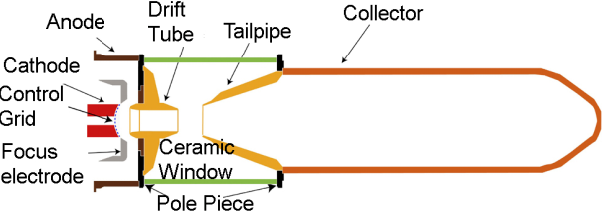 Anode
Drift
Tube
Tailpipe
Collector
Cathode
Control
Grid
Focus
electrode
Ceramic
Window
Pole Piece